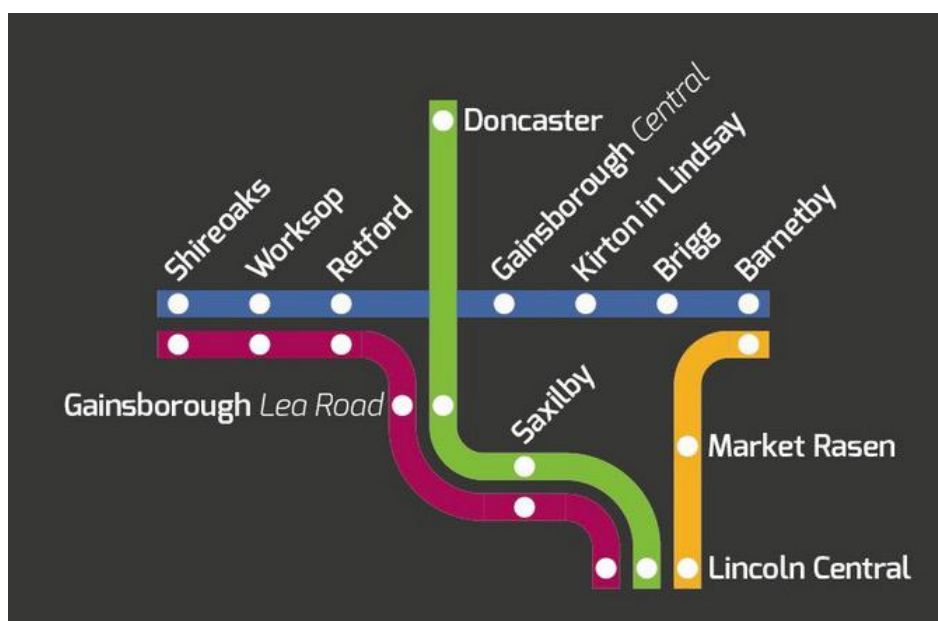 Doncaster
Shireoaks
Worksop
Retford
Gainsborough Central
Kirton in Lindsay
Brigg
Barnetby
Gainsborough Lea Road
Saxilby
Market Rasen
Lincoln Central